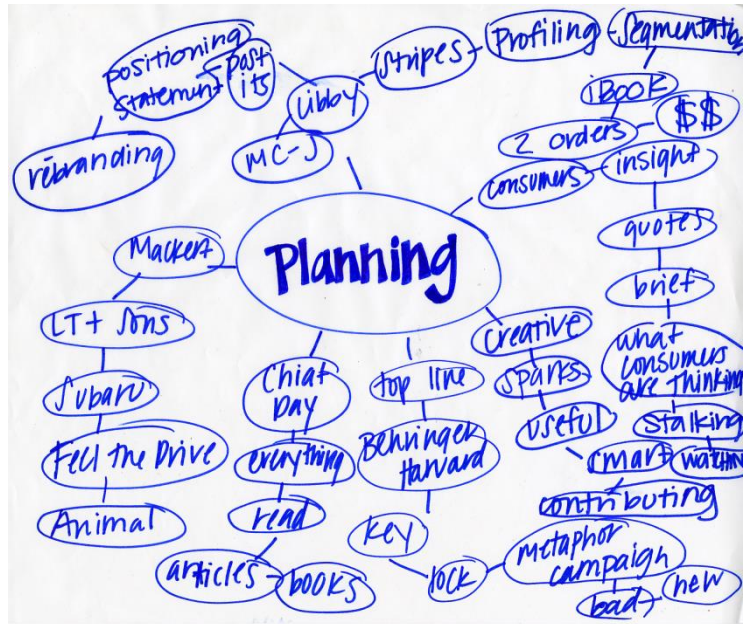 positioning
statement
post
its
rebranding
Libby
MC-J
stripes
Profiling
Segmentatio
iBook
2 orders
$$
consumers
insight
quotes
brief
what
consumers
are thinking
stalking
watchin
Planning
Mackert
LT+ Sons
Subaru
Feel the Drive
Animal
Chiat
Day
everything
read
articles
books
top line
Behringer
Harvard
key
lock
metaphor
campaign
bad
new
creative
sparks
useful
smart
contributing